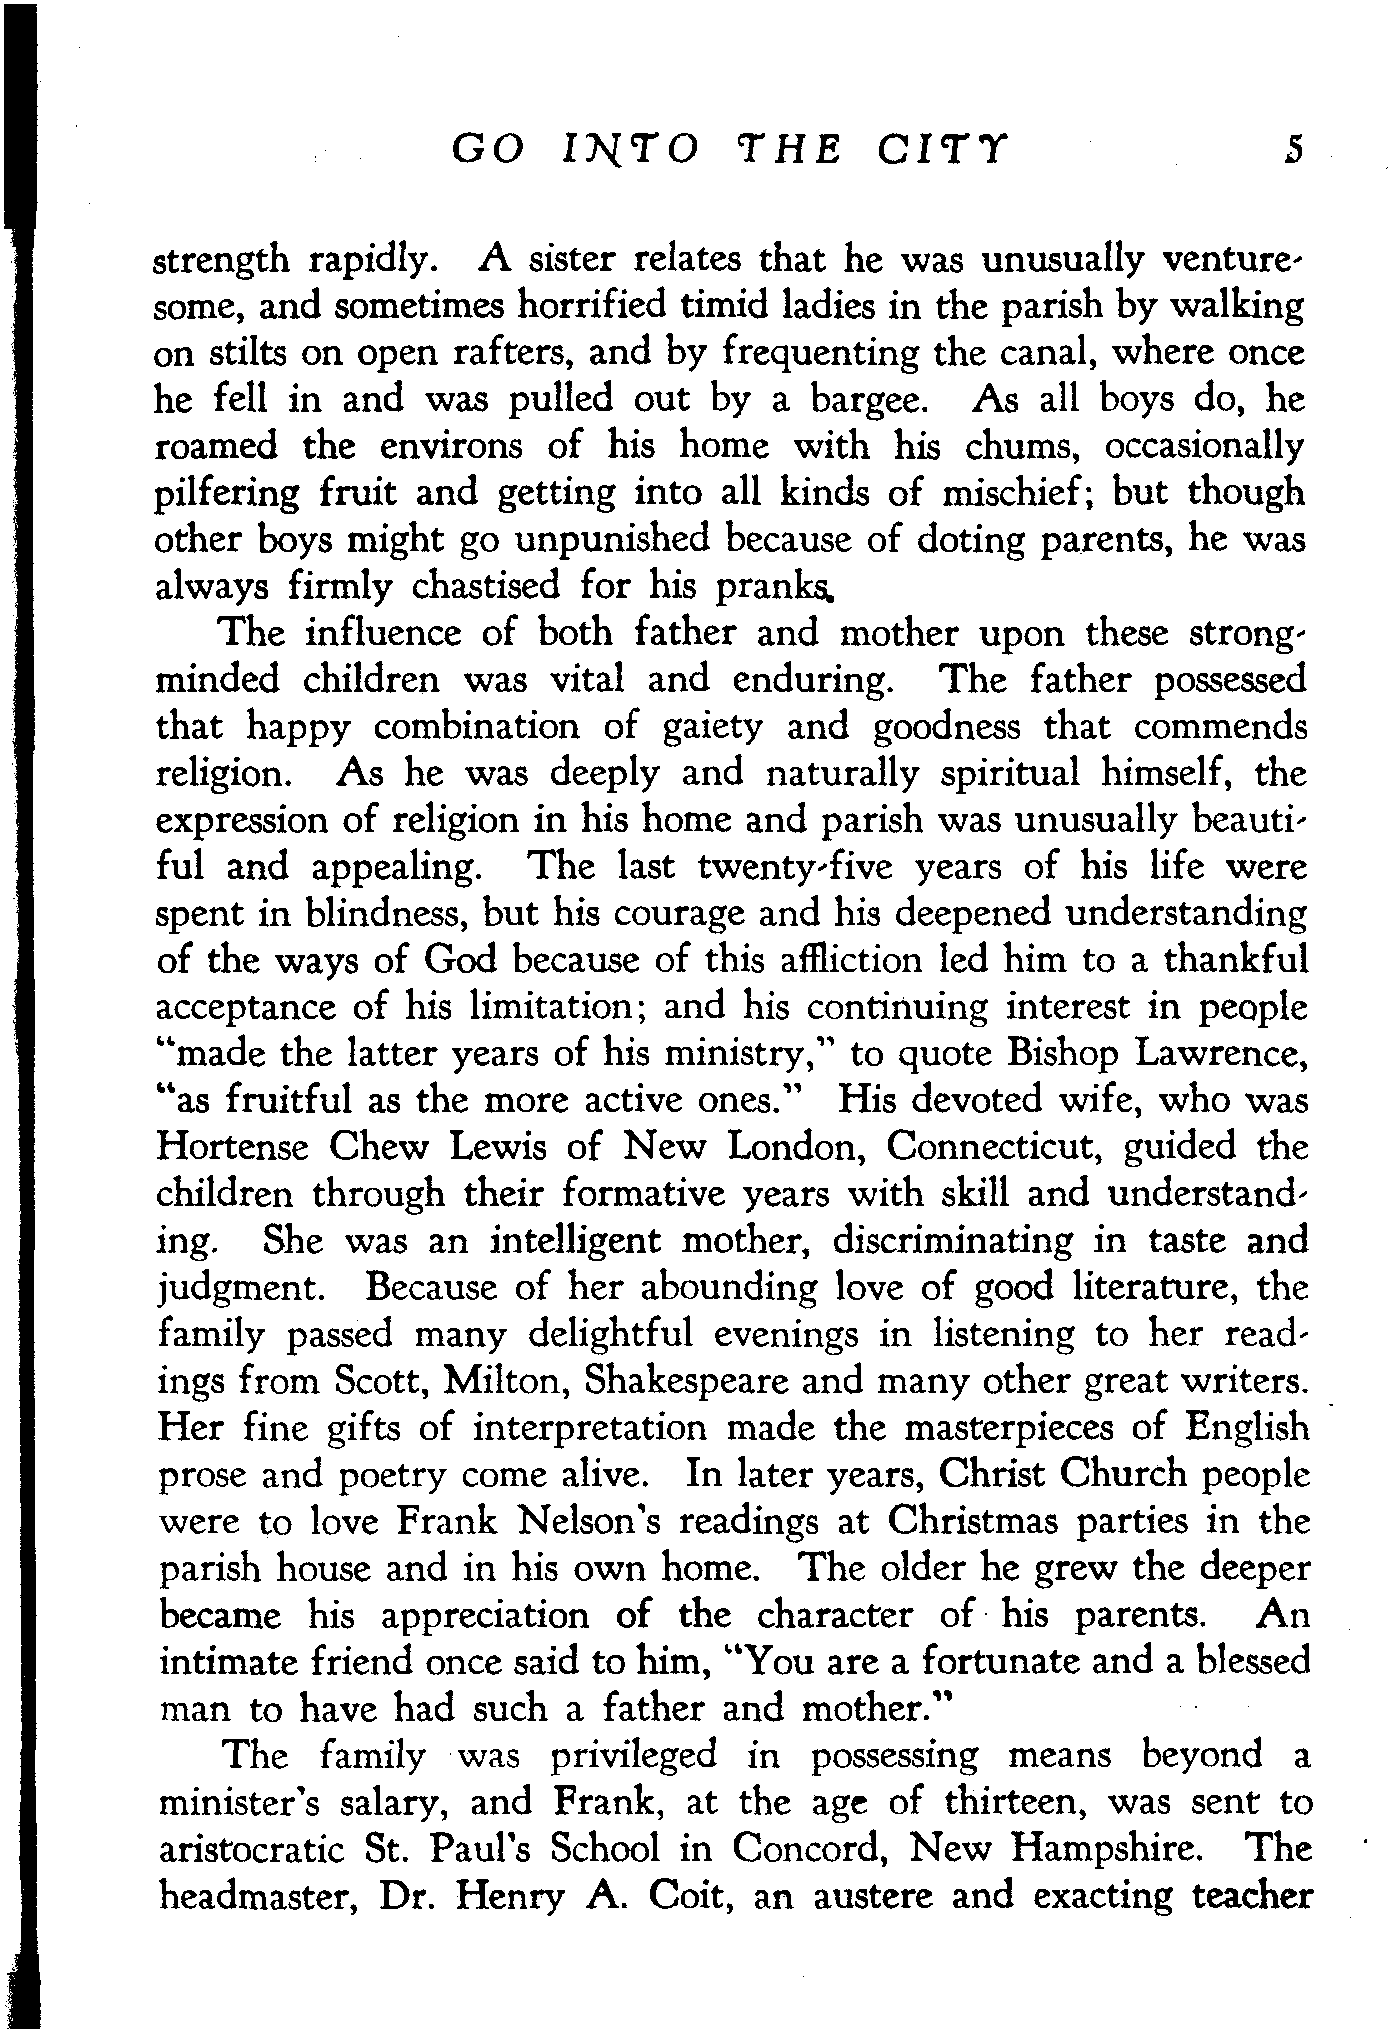 GO INTO THE CITY 5
strength rapidly. A sister relates that he was unusually venture-
some, and sometimes horrified timid ladies in the parish by walking
on stilts on open rafters, and by frequenting the canal, where once
he fell in and was pulled out by a bargee. As all boys do, he
roamed the environs of his home with his chums, occasionally
pilfering fruit and getting into all kinds of mischief; but though
other boys might go unpunished because of doting parents, he was
always firmly chastised for his pranks.
The influence of both father and mother upon these strong-
minded children was vital and enduring. The father possessed
that happy combination of gaiety and goodness that commends
religion. As he was deeply and naturally spiritual himself, the
expression of religion in his home and parish was unusually beauti-
ful and appealing. The last twenty-five years of his life were
spent in blindness, but his courage and his deepened understanding
of the ways of God because of this affliction led him to a thankful
acceptance of his limitation; and his continuing interest in people
"made the latter years of his ministry," to quote Bishop Lawrence,
"as fruitful as the more active ones." His devoted wife, who was
Hortense Chew Lewis of New London, Connecticut, guided the
children through their formative years with skill and understand-
ing. She was an intelligent mother, discriminating in taste and
judgment. Because of her abounding love of good literature, the
family passed many delightful evenings in listening to her read-
ings from Scott, Milton, Shakespeare and many other great writers.
Her fine gifts of interpretation made the masterpieces of English
prose and poetry come alive. In later years, Christ Church people
were to love Frank Nelson's readings at Christmas parties in the
parish house and in his own home. The older he grew the deeper
became his appreciation of the character of his parents. An
intimate friend once said to him, "You are a fortunate and a blessed
man to have had such a father and mother."
The family was privileged in possessing means beyond a
minister's salary, and Frank, at the age of thirteen, was sent to
aristocratic St. Paul's School in Concord, New Hampshire. The
headmaster, Dr. Henry A. Coit, an austere and exacting teacher